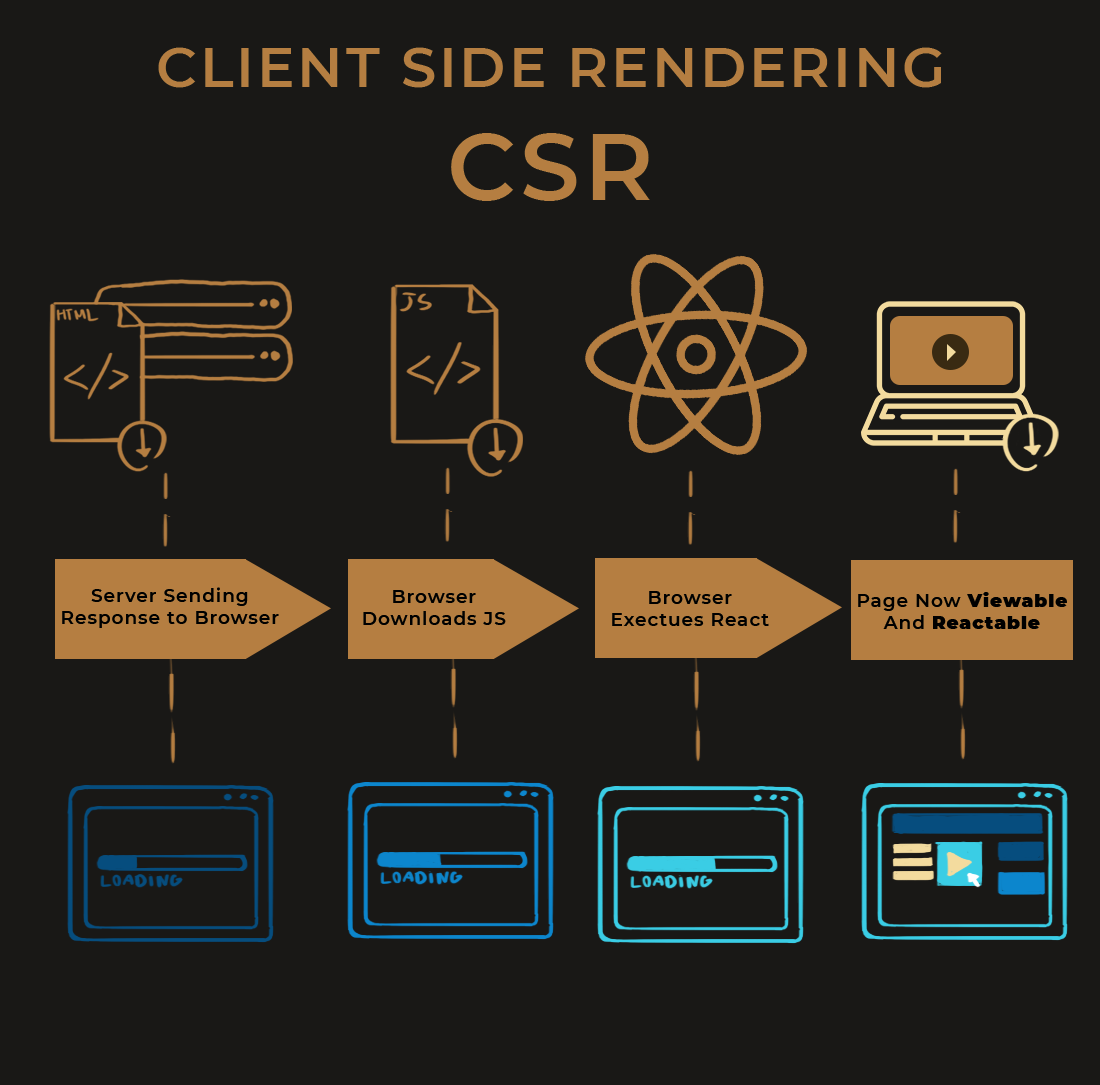 CLIENT SIDE RENDERING
CSR
HTML
</>
JS
</>
Server Sending
Response to Browser
Browser
Downloads JS
Browser
Exectues React
Page Now Viewable
And Reactable
LOADING
LOADING
LOADING